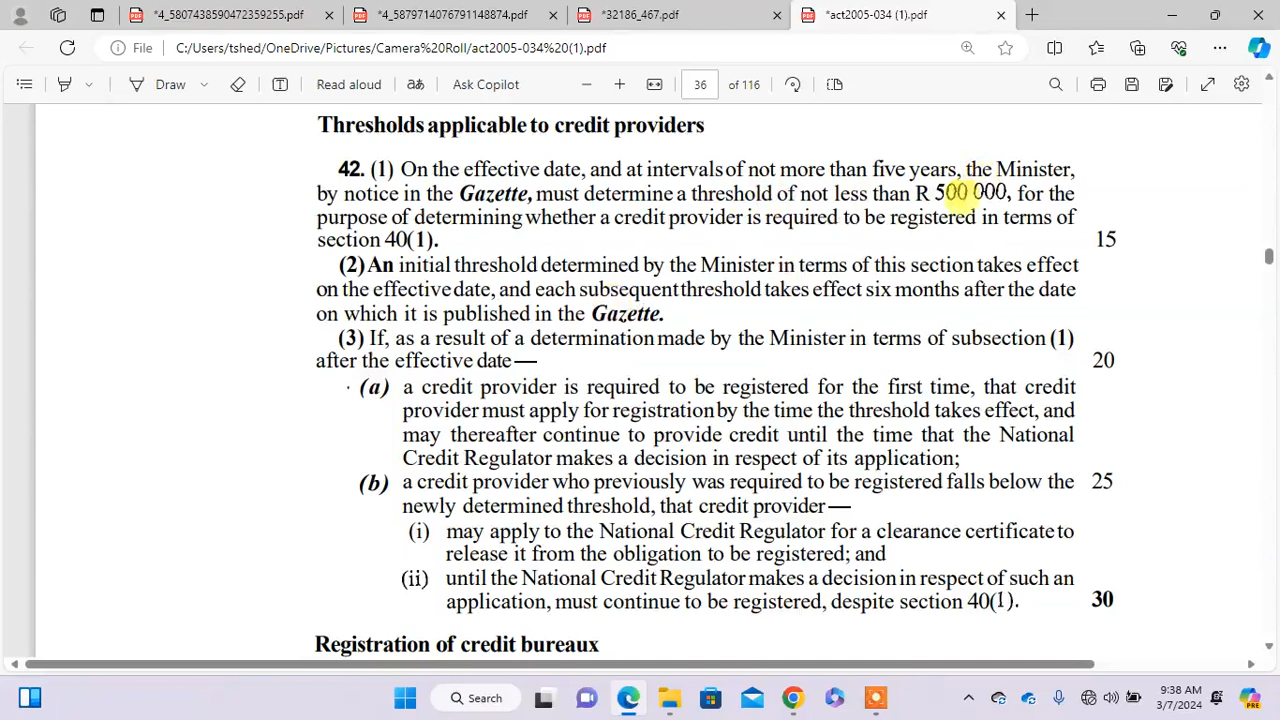 *4_5807438590472359255.pdf
*4_5879714076791148874.pdf
*32186_467.pdf
*act2005-034 (1).pdf
File C:/Users/tshed/OneDrive/Pictures/Camera%20Roll/act2005-034%20(1).pdf
Draw Read aloud aあ Ask Copilot 36 of 116
Thresholds applicable to credit providers
42. (1) On the effective date, and at intervals of not more than five years, the Minister,
by notice in the Gazette, must determine a threshold of not less than R 500 000, for the
purpose of determining whether a credit provider is required to be registered in terms of
section 40(1). 15
(2) An initial threshold determined by the Minister in terms of this section takes effect
on the effective date, and each subsequent threshold takes effect six months after the date
on which it is published in the Gazette.
(3) If, as a result of a determination made by the Minister in terms of subsection (1)
after the effective date— 20
(a) a credit provider is required to be registered for the first time, that credit
provider must apply for registration by the time the threshold takes effect, and
may thereafter continue to provide credit until the time that the National
Credit Regulator makes a decision in respect of its application;
(b) a credit provider who previously was required to be registered falls below the 25
newly determined threshold, that credit provider—
(i) may apply to the National Credit Regulator for a clearance certificate to
release it from the obligation to be registered; and
(ii) until the National Credit Regulator makes a decision in respect of such an
application, must continue to be registered, despite section 40(1). 30
Registration of credit bureaux
Search
9:38 AM
3/7/2024
PRE